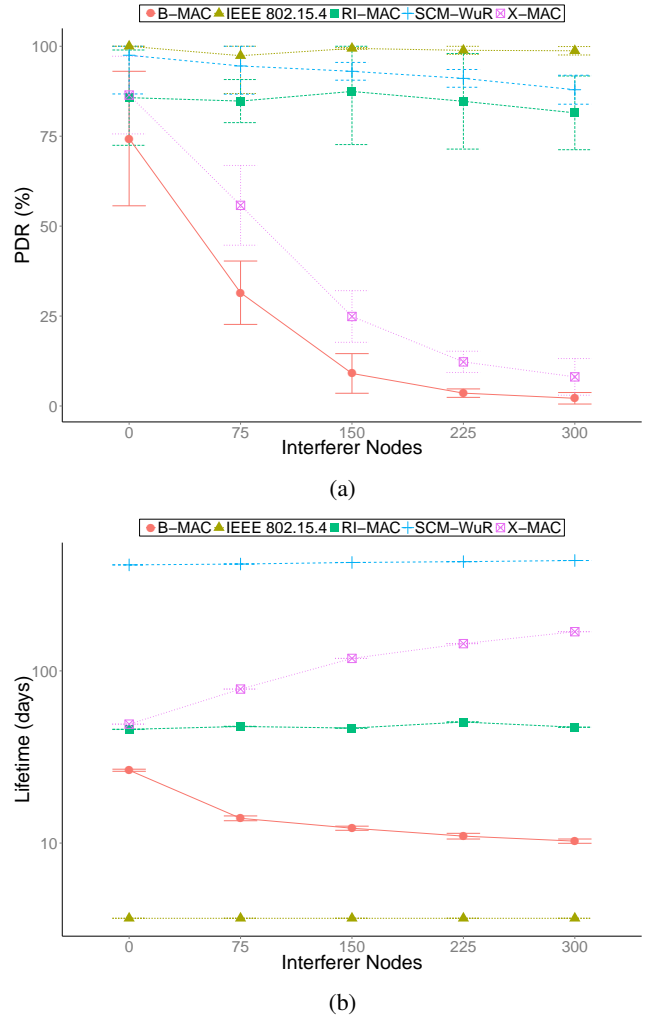 B−MAC IEEE 802.15.4 RI−MAC SCM−WuR X−MAC
100
75
50
25
0
PDR (%)
0 75 150 225 300
Interferer Nodes
(a)
B−MAC IEEE 802.15.4 RI−MAC SCM−WuR X−MAC
100
10
Lifetime (days)
0 75 150 225 300
Interferer Nodes
(b)